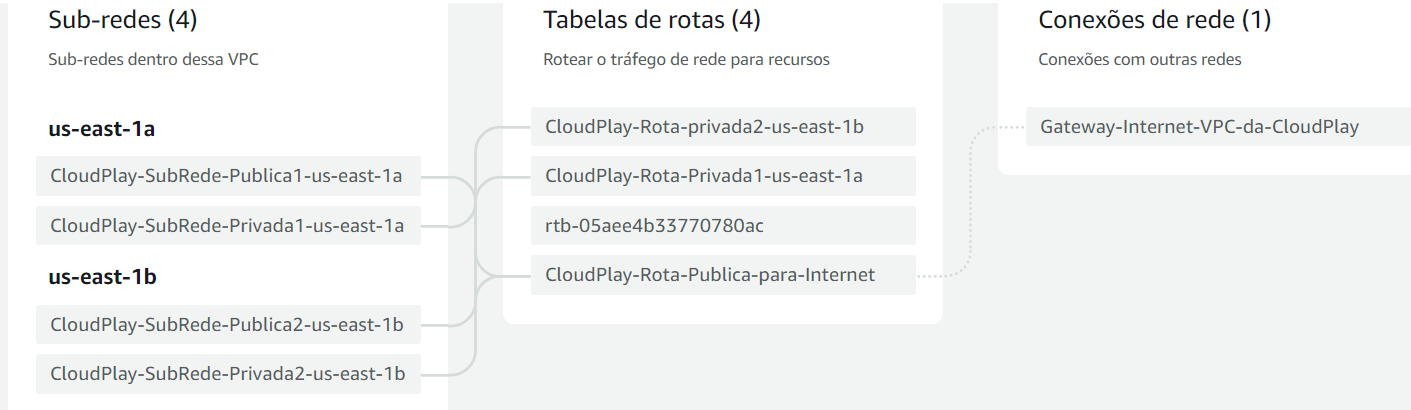 Sub-redes (4)
Sub-redes dentro dessa VPC
us-east-1a
CloudPlay-SubRede-Publica1-us-east-1a
CloudPlay-SubRede-Privada1-us-east-1a
us-east-1b
CloudPlay-SubRede-Publica2-us-east-1b
CloudPlay-SubRede-Privada2-us-east-1b
Tabelas de rotas (4)
Rotear o tráfego de rede para recursos
CloudPlay-Rota-privada2-us-east-1b
CloudPlay-Rota-Privada1-us-east-1a
rtb-05aee4b33770780ac
CloudPlay-Rota-Publica-para-Internet
Conexões de rede (1)
Conexões com outras redes
Gateway-Internet-VPC-da-CloudPlay